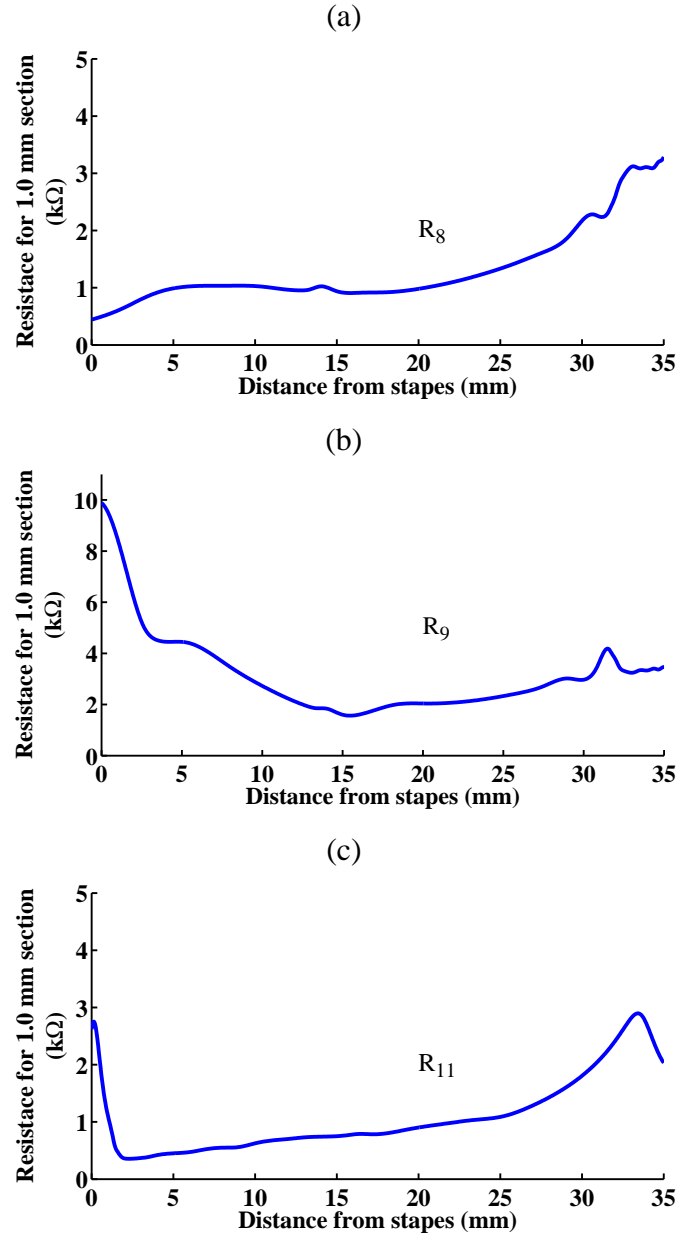 (a)
Resistace for 1.0 mm section
(kΩ)
5
4
3
2
1
0
R8
0 5 10 15 20 25 30 35
Distance from stapes (mm)
(b)
Resistace for 1.0 mm section
(kΩ)
10
8
6
4
2
0
R9
0 5 10 15 20 25 30 35
Distance from stapes (mm)
(c)
Resistace for 1.0 mm section
(kΩ)
5
4
3
2
1
0
R11
0 5 10 15 20 25 30 35
Distance from stapes (mm)